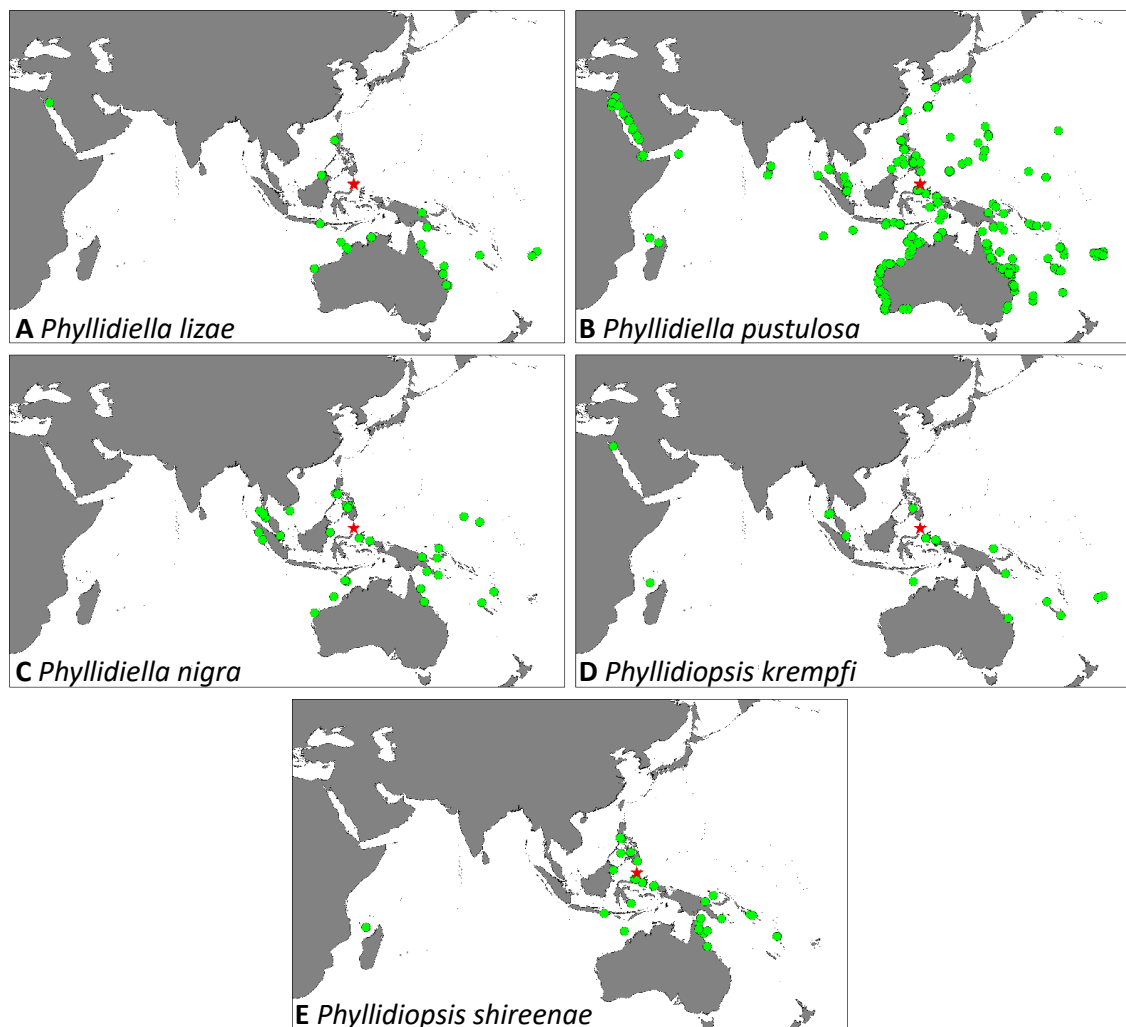 A Phyllidiella lizae
B Phyllidiella pustulosa
C Phyllidiella nigra
D Phyllidiopsis krempfi
E Phyllidiopsis shireenae